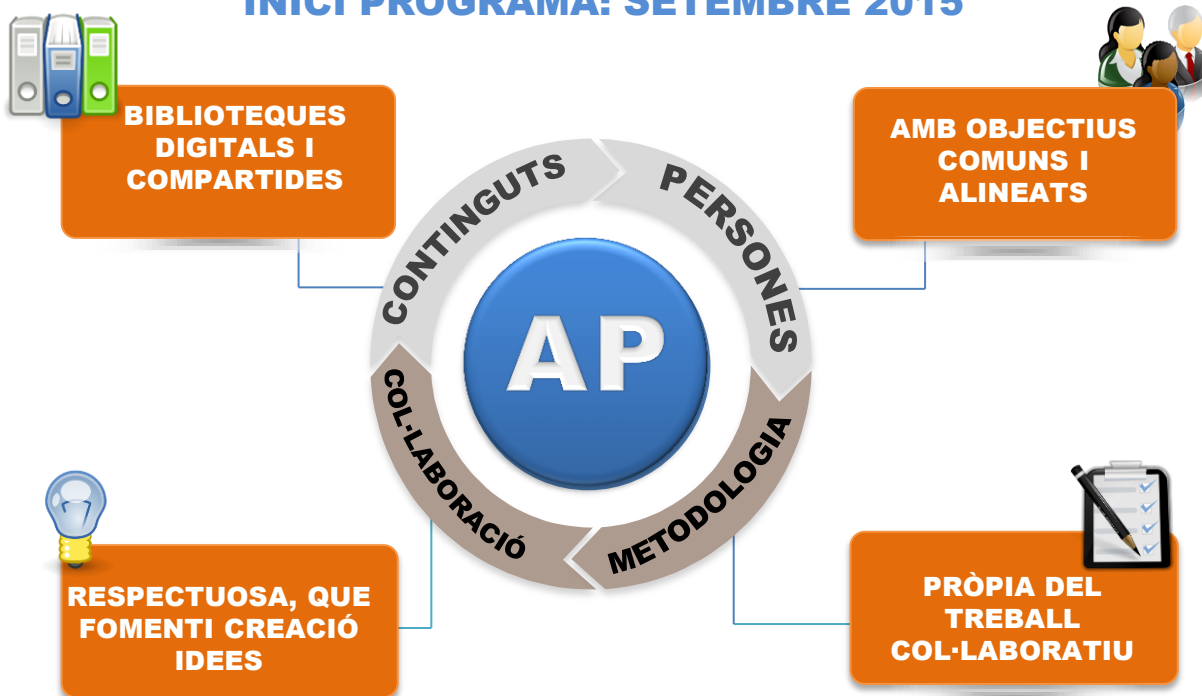 INICI PROGRAMA: SETEMBRE 2015
BIBLIOTEQUES
DIGITALS I
COMPARTIDES
AMB OBJECTIUS
COMUNS I
ALINEATS
CONTINGUTS
PERSONES
AP
COL·LABORACIÓ
METODOLOGIA
RESPECTUOSA, QUE
FOMENTI CREACIÓ
IDEES
PRÒPIA DEL
TREBALL
COL·LABORATIU